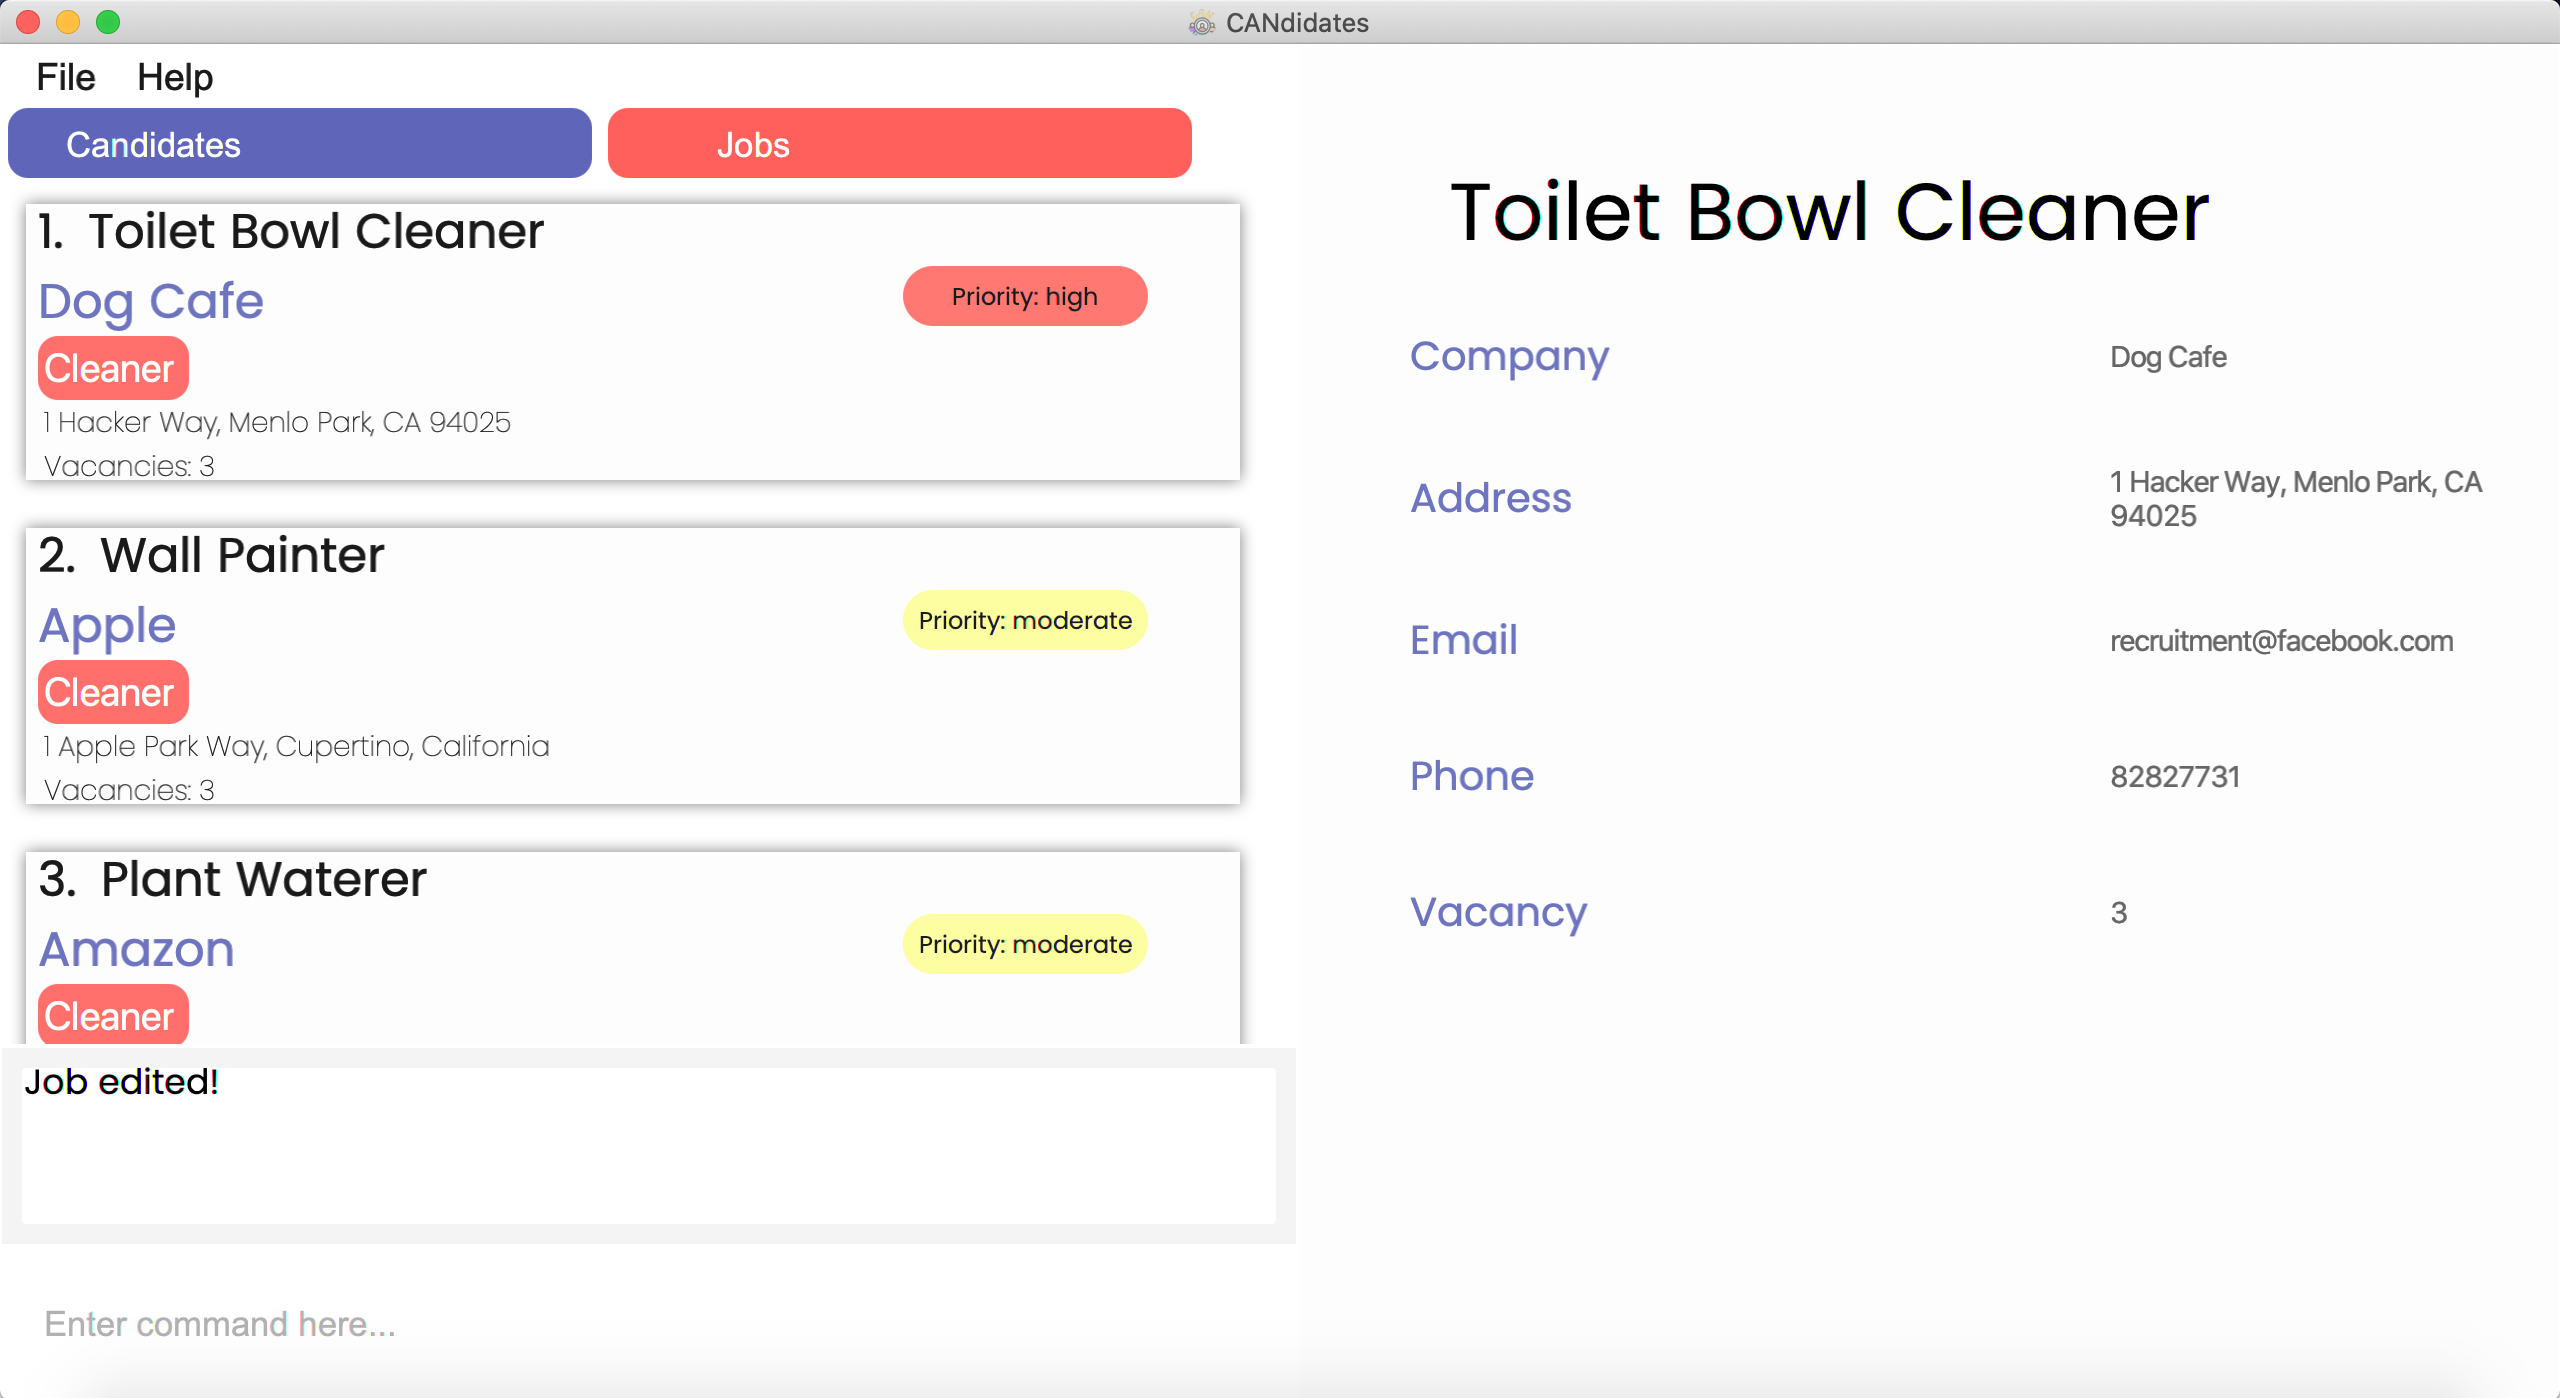 CANdidates
File Help
Candidates
Jobs
1. Toilet Bowl Cleaner
Dog Cafe
Priority: high
Cleaner
1 Hacker Way, Menlo Park, CA 94025
Vacancies: 3
2. Wall Painter
Apple
Priority: moderate
Cleaner
1 Apple Park Way, Cupertino, California
Vacancies: 3
3. Plant Waterer
Amazon
Priority: moderate
Cleaner
Job edited!
Enter command here...
Toilet Bowl Cleaner
Company
Dog Cafe
Address
1 Hacker Way, Menlo Park, CA
94025
Email
recruitment@facebook.com
Phone
82827731
Vacancy
3